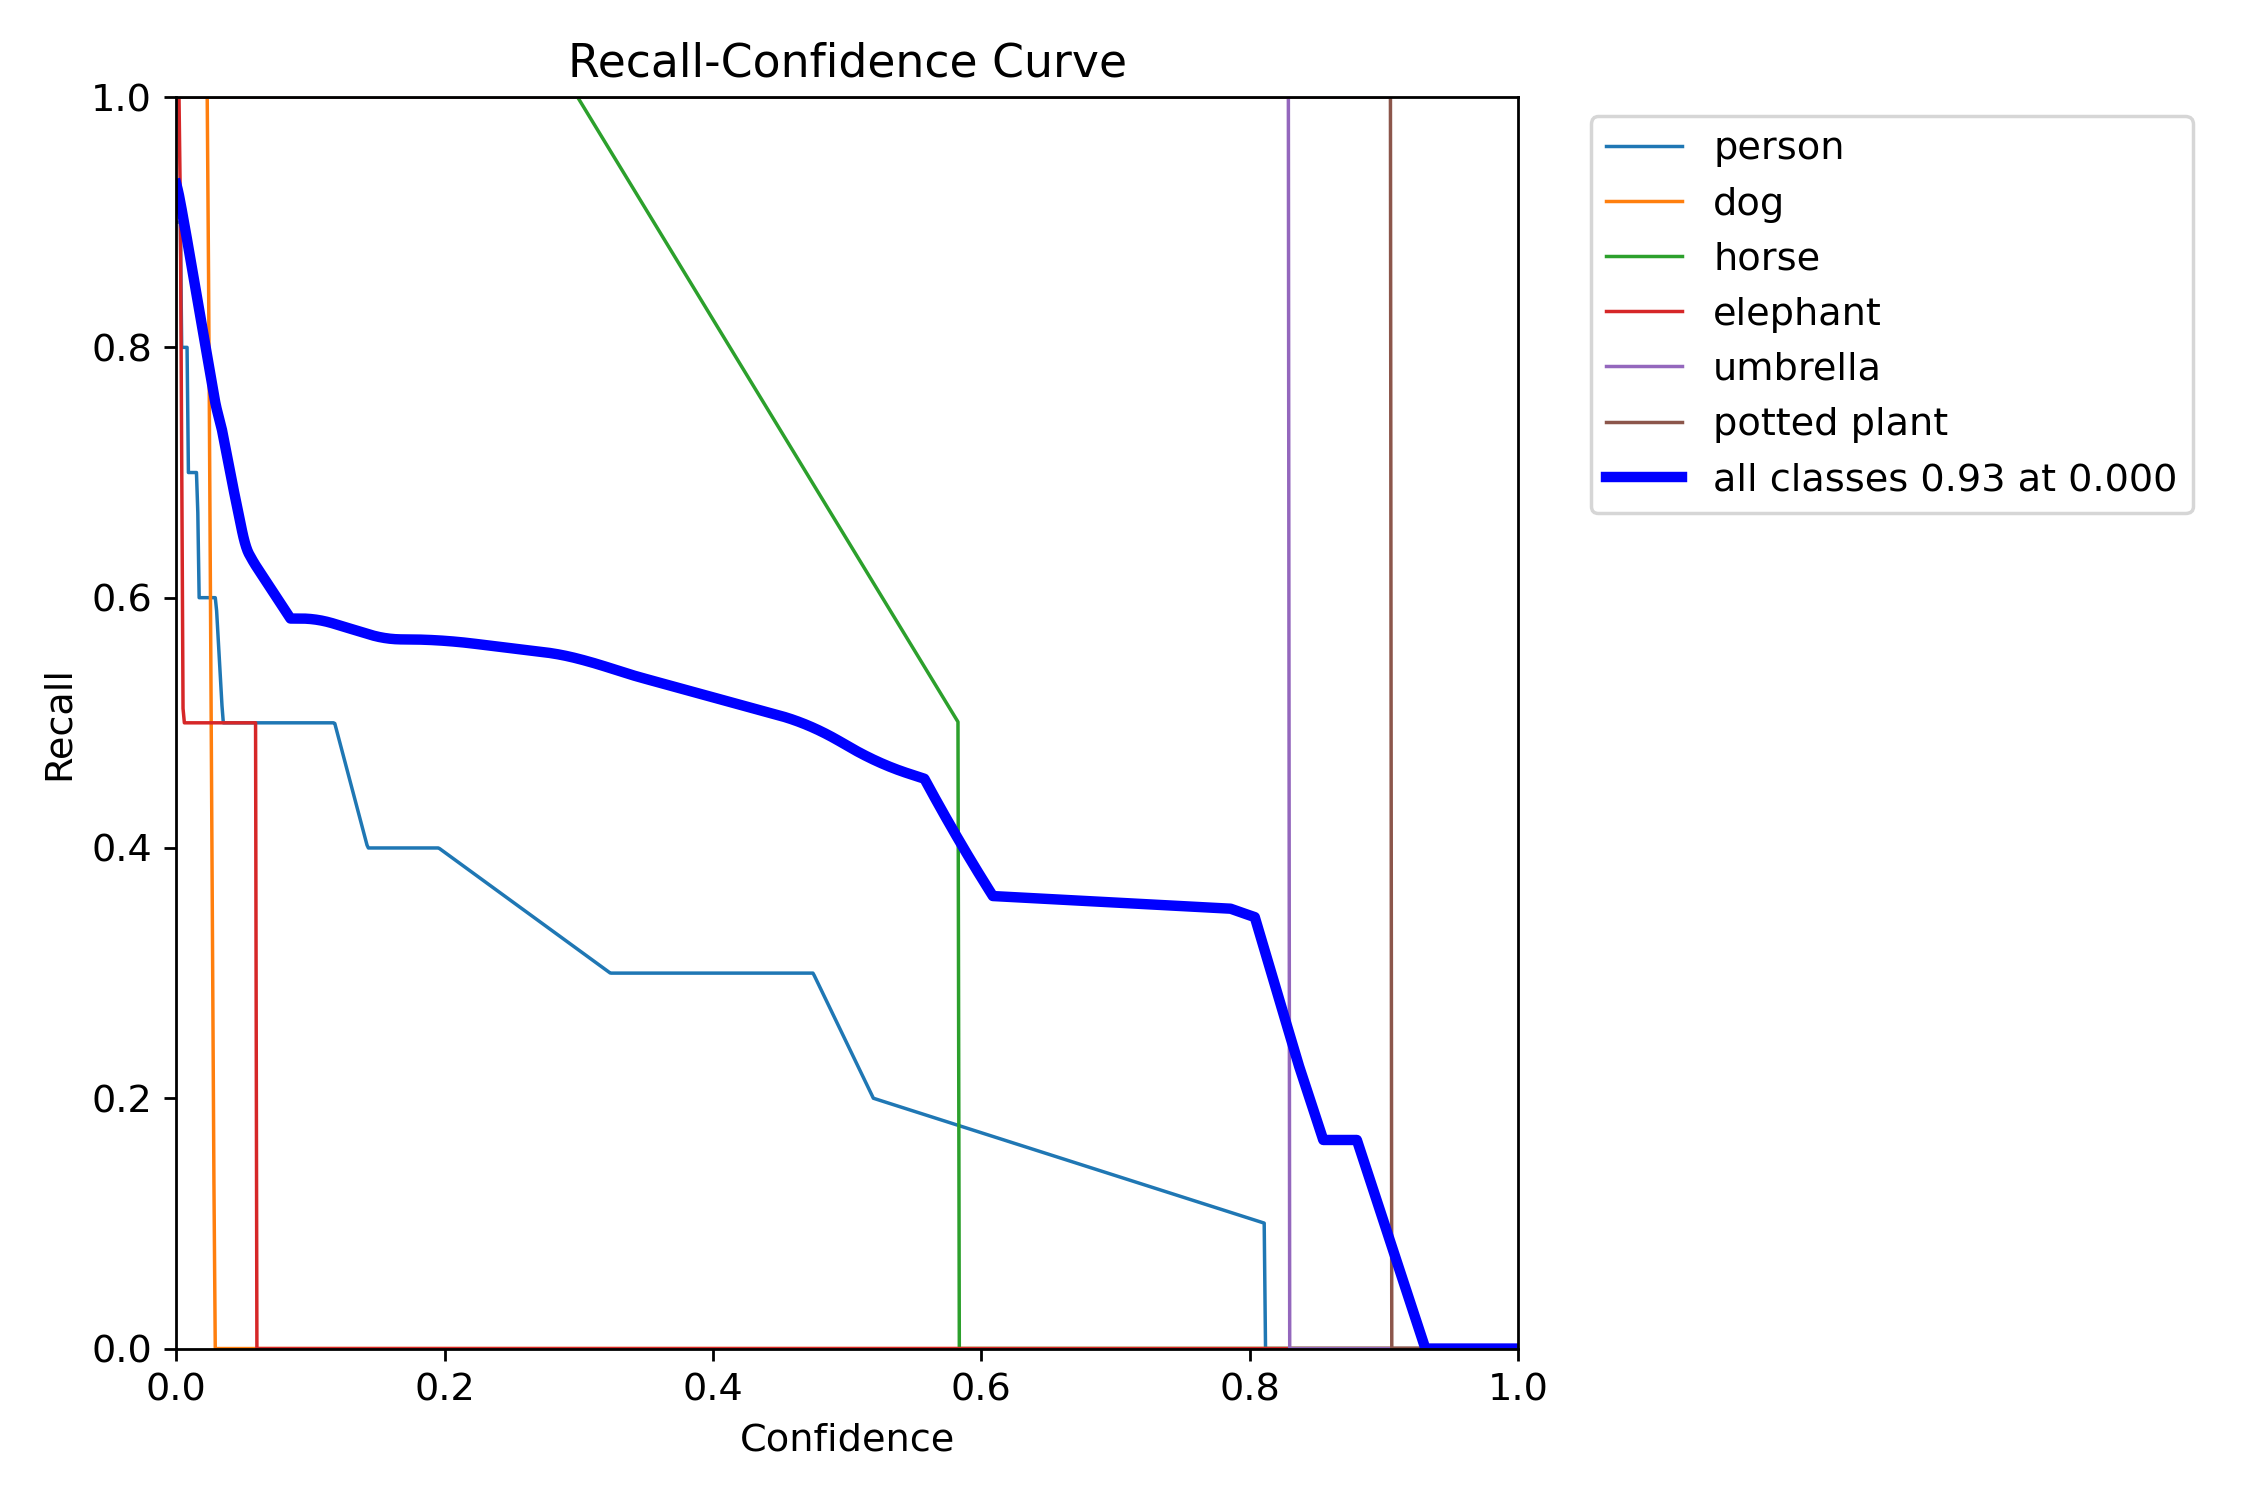 Recall-Confidence Curve
1.0
0.8
0.6
0.4
0.2
0.0
Recall
0.0 0.2 0.4 0.6 0.8 1.0
Confidence
person
dog
horse
elephant
umbrella
potted plant
all classes 0.93 at 0.000